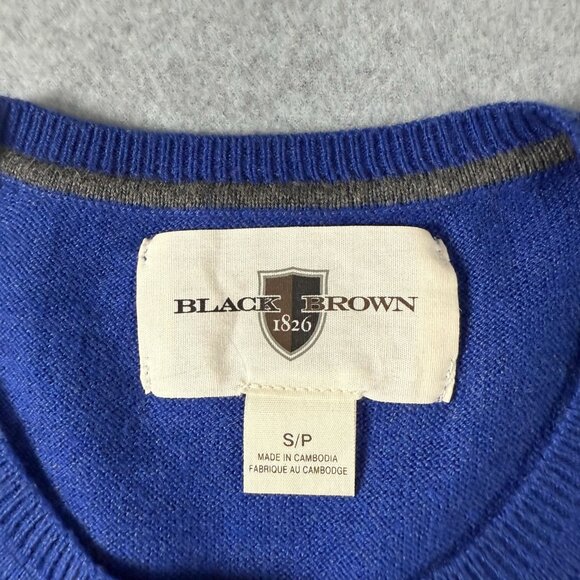 BLACK BROWN
1826
S/P
MADE IN CAMBODIA
FABRIQUE AU CAMBODGE